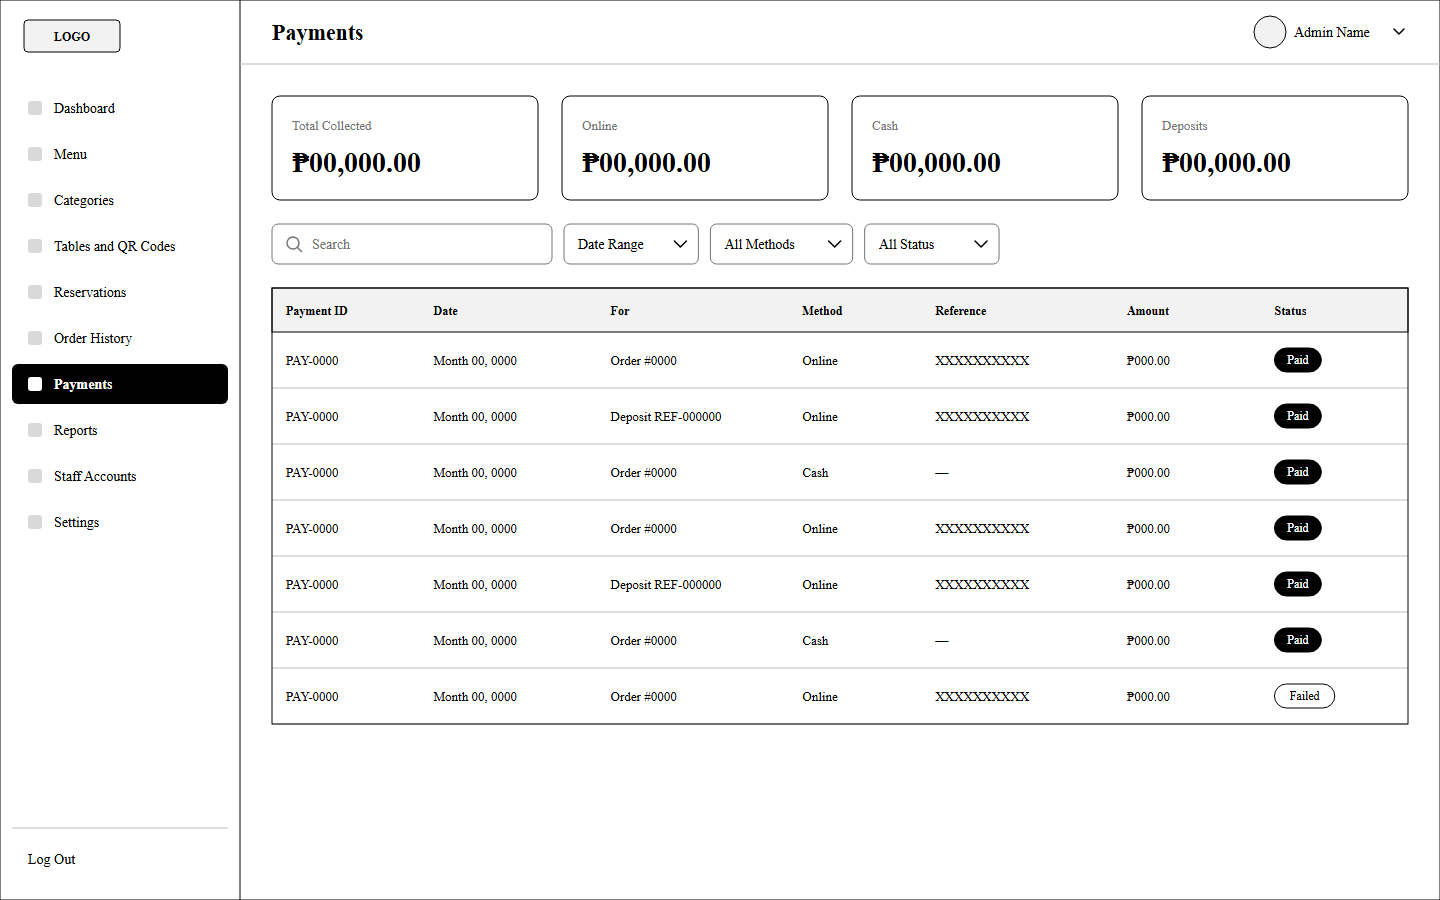 LOGO
Payments
Admin Name
Dashboard
Menu
Categories
Tables and QR Codes
Reservations
Order History
Payments
Reports
Staff Accounts
Settings
Log Out
Total Collected
₱00,000.00
Online
₱00,000.00
Cash
₱00,000.00
Deposits
₱00,000.00
Search
Date Range
All Methods
All Status
Payment ID Date For Method Reference Amount Status
PAY-0000 Month 00, 0000 Order #0000 Online XXXXXXXXXX ₱000.00 Paid
PAY-0000 Month 00, 0000 Deposit REF-000000 Online XXXXXXXXXX ₱000.00 Paid
PAY-0000 Month 00, 0000 Order #0000 Cash — ₱000.00 Paid
PAY-0000 Month 00, 0000 Order #0000 Online XXXXXXXXXX ₱000.00 Paid
PAY-0000 Month 00, 0000 Deposit REF-000000 Online XXXXXXXXXX ₱000.00 Paid
PAY-0000 Month 00, 0000 Order #0000 Cash — ₱000.00 Paid
PAY-0000 Month 00, 0000 Order #0000 Online XXXXXXXXXX ₱000.00 Failed